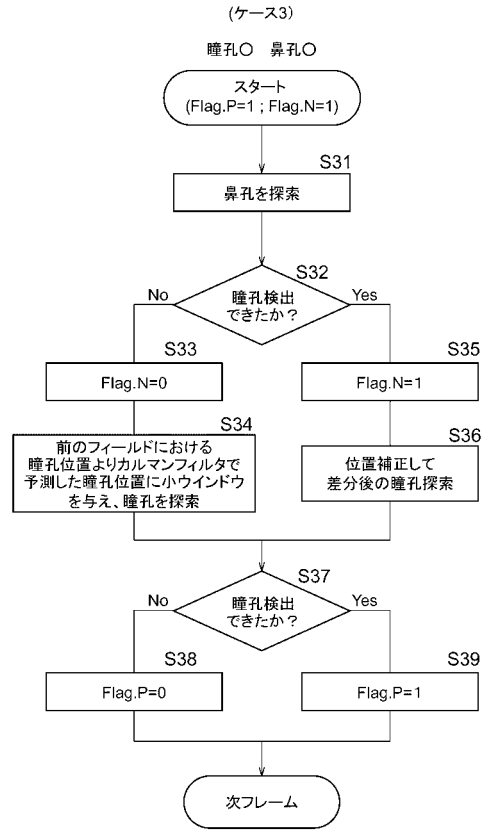 (ケース3)
瞳孔○ 鼻孔○
スタート
(Flag.P=1 ; Flag.N=1)
S31
鼻孔を探索
S32
瞳孔検出
できたか?
No
Yes
S33
Flag.N=0
S35
Flag.N=1
S34
前のフィールドにおける
瞳孔位置よりカルマンフィルタで
予測した瞳孔位置に小ウインドウ
を与え、瞳孔を探索
S36
位置補正して
差分後の瞳孔探索
S37
瞳孔検出
できたか?
No
Yes
S38
Flag.P=0
S39
Flag.P=1
次フレーム